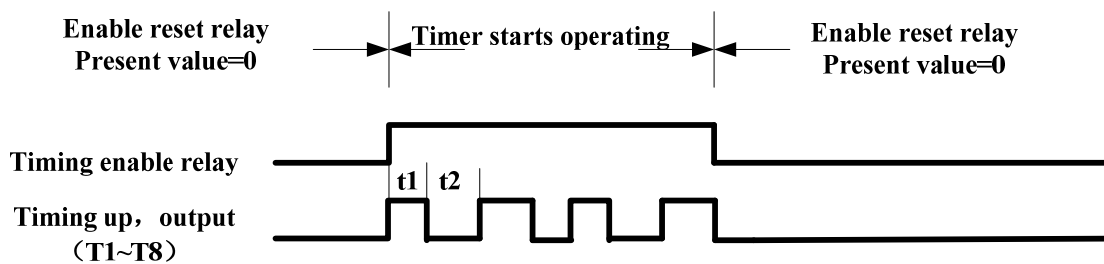 Enable reset relay
Present value=0
Timer starts operating
Enable reset relay
Present value=0
Timing enable relay
t1
t2
Timing up，output
（T1~T8）